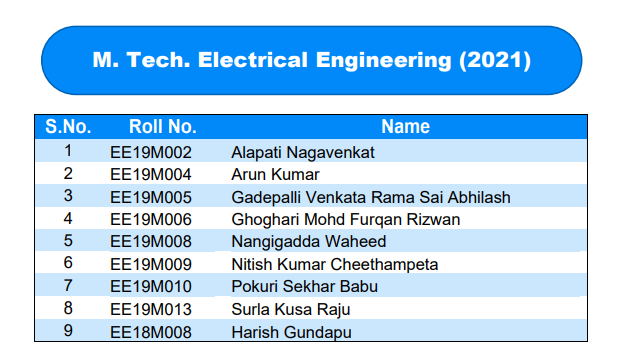 M. Tech. Electrical Engineering (2021)
S.No. Roll No. Name
1 EE19M002 Alapati Nagavenkat
2 EE19M004 Arun Kumar
3 EE19M005 Gadepalli Venkata Rama Sai Abhilash
4 EE19M006 Ghoghari Mohd Furqan Rizwan
5 EE19M008 Nangigadda Waheed
6 EE19M009 Nitish Kumar Cheethampeta
7 EE19M010 Pokuri Sekhar Babu
8 EE19M013 Surla Kusa Raju
9 EE18M008 Harish Gundapu